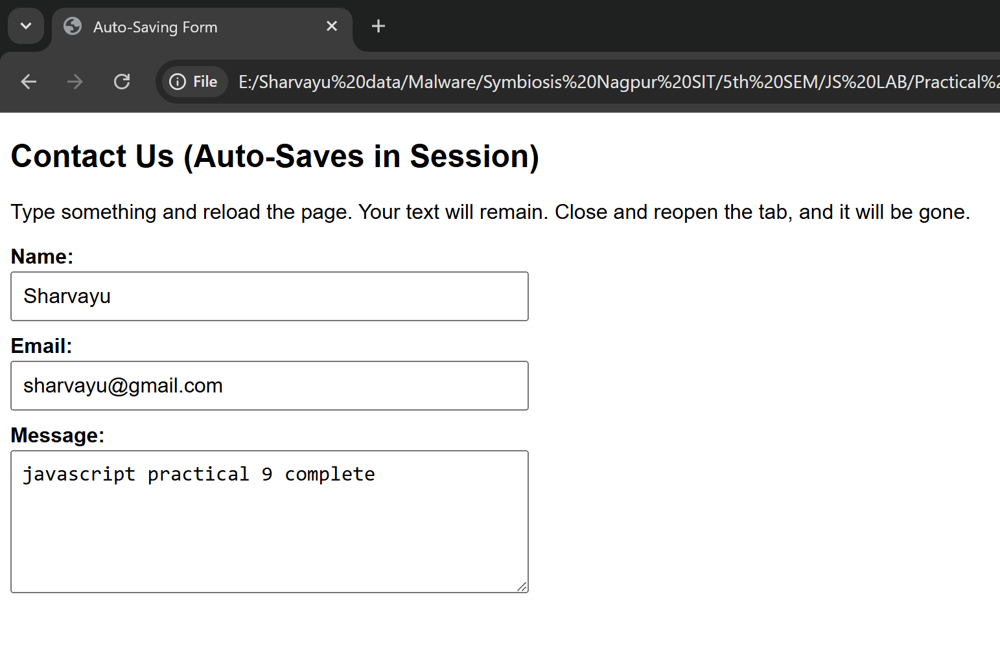 Auto-Saving Form
File E:/Sharvayu%20data/Malware/Symbiosis%20Nagpur%20SIT/5th%20SEM/JS%20LAB/Practical%2
Contact Us (Auto-Saves in Session)
Type something and reload the page. Your text will remain. Close and reopen the tab, and it will be gone.
Name:
Sharvayu
Email:
sharvayu@gmail.com
Message:
javascript practical 9 complete